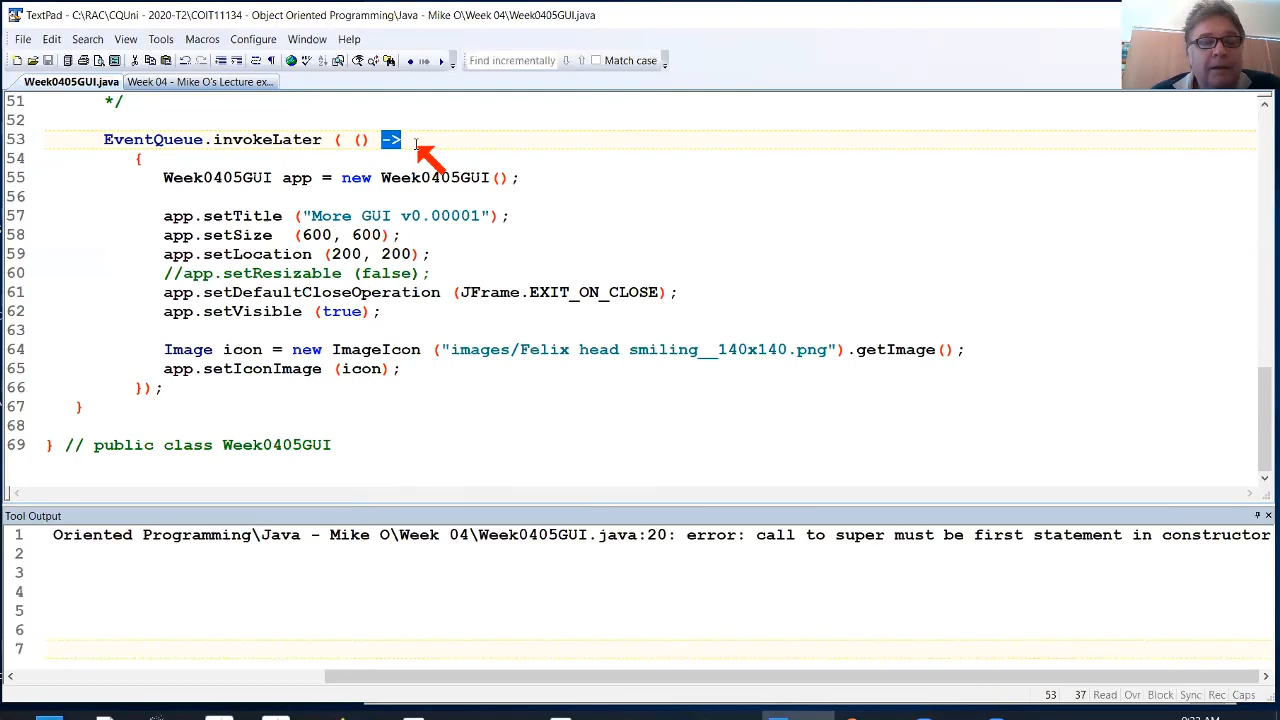 TextPad - C:\RAC\CQUni - 2020-T2\COIT11134 - Object Oriented Programming\Java - Mike O\Week 04\Week0405GUI.java
File Edit Search View Tools Macros Configure Window Help
Find incrementally Match case
Week0405GUI.java Week 04 - Mike O's Lecture ex...
51 */
52
53 EventQueue.invokeLater ( () ->
54 {
55 Week0405GUI app = new Week0405GUI();
56
57 app.setTitle ("More GUI v0.00001");
58 app.setSize (600, 600);
59 app.setLocation (200, 200);
60 //app.setResizable (false);
61 app.setDefaultCloseOperation (JFrame.EXIT_ON_CLOSE);
62 app.setVisible (true);
63
64 Image icon = new ImageIcon ("images/Felix head smiling__140x140.png").getImage();
65 app.setIconImage (icon);
66 });
67 }
68
69 } // public class Week0405GUI
Tool Output
1 Oriented Programming\Java - Mike O\Week 04\Week0405GUI.java:20: error: call to super must be first statement in constructor
2
3
4
5
6
7
53 37 Read Ovr Block Sync Rec Caps